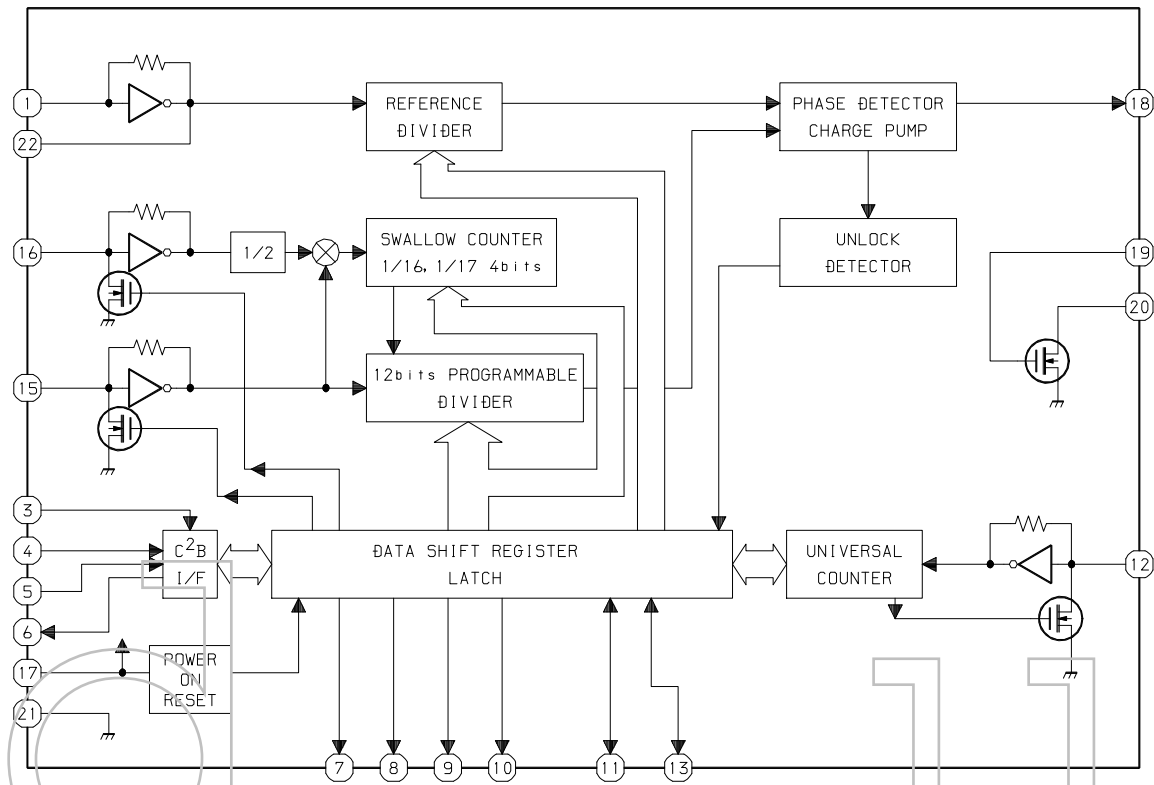 1
REFERENCE
DIVIDER
PHASE DETECTOR
CHARGE PUMP
18
22
16
1/2
SWALLOW COUNTER
1/16, 1/17 4bits
UNLOCK
DETECTOR
19
20
15
12bits PROGRAMMABLE
DIVIDER
3
4
C²B
I/F
DATA SHIFT REGISTER
LATCH
UNIVERSAL
COUNTER
12
5
6
17
POWER
ON
RESET
21
7
8
9
10
11
13